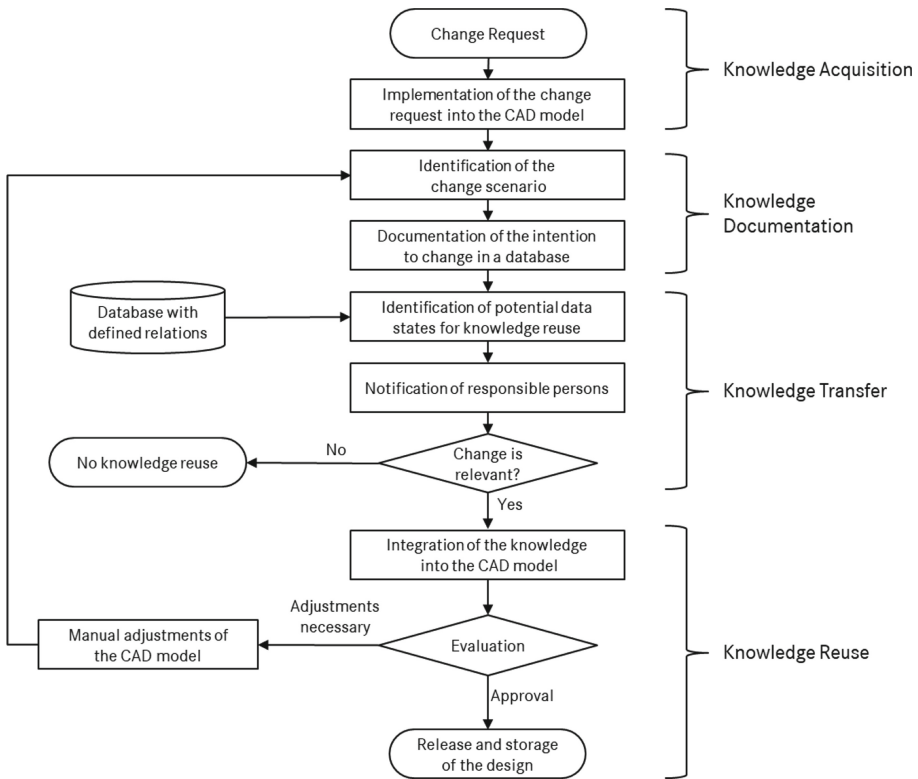 Change Request
Knowledge Acquisition
Implementation of the change
request into the CAD model
Identification of the
change scenario
Knowledge
Documentation
Documentation of the intention
to change in a database
Database with
defined relations
Identification of potential data
states for knowledge reuse
Notification of responsible persons
Knowledge Transfer
No knowledge reuse
No
Change is
relevant?
Yes
Integration of the knowledge
into the CAD model
Manual adjustments of
the CAD model
Adjustments
necessary
Evaluation
Knowledge Reuse
Approval
Release and storage
of the design